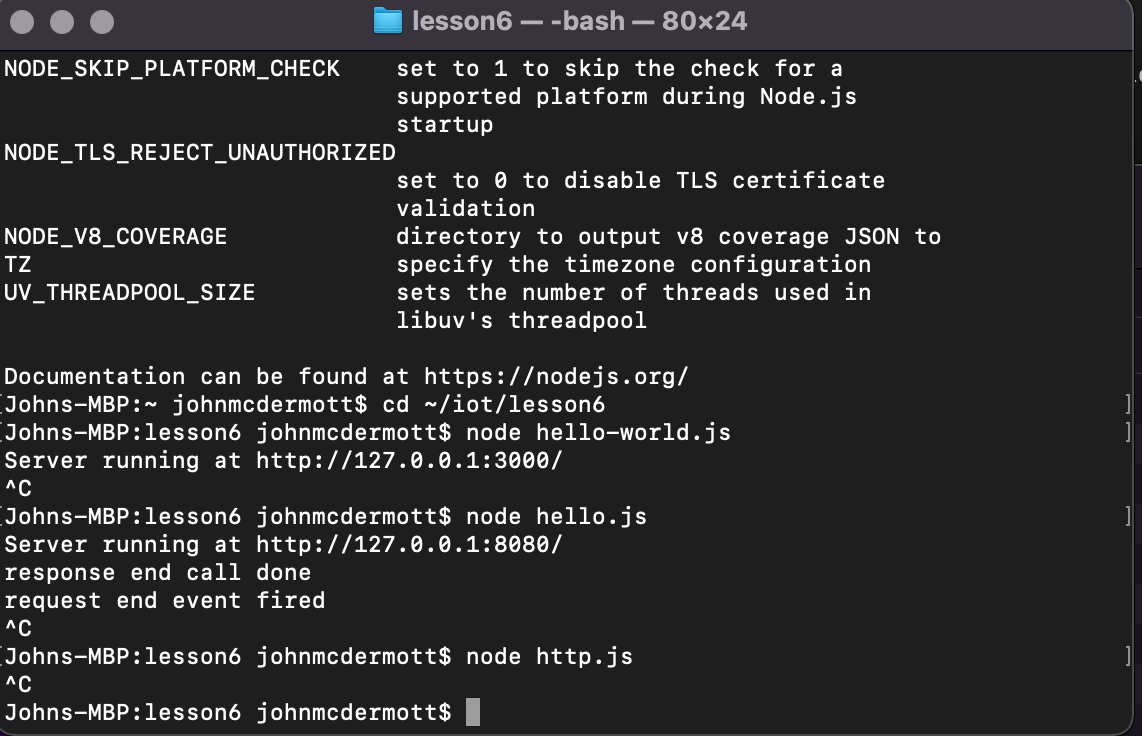 lesson6 — -bash — 80×24
NODE_SKIP_PLATFORM_CHECK    set to 1 to skip the check for a
                            supported platform during Node.js
                            startup
NODE_TLS_REJECT_UNAUTHORIZED
                            set to 0 to disable TLS certificate
                            validation
NODE_V8_COVERAGE            directory to output v8 coverage JSON to
TZ                          specify the timezone configuration
UV_THREADPOOL_SIZE          sets the number of threads used in
                            libuv's threadpool

Documentation can be found at https://nodejs.org/
[Johns-MBP:~ johnmcdermott$ cd ~/iot/lesson6 ]
[Johns-MBP:lesson6 johnmcdermott$ node hello-world.js ]
Server running at http://127.0.0.1:3000/
^C
[Johns-MBP:lesson6 johnmcdermott$ node hello.js ]
Server running at http://127.0.0.1:8080/
response end call done
request end event fired
^C
[Johns-MBP:lesson6 johnmcdermott$ node http.js ]
^C
Johns-MBP:lesson6 johnmcdermott$